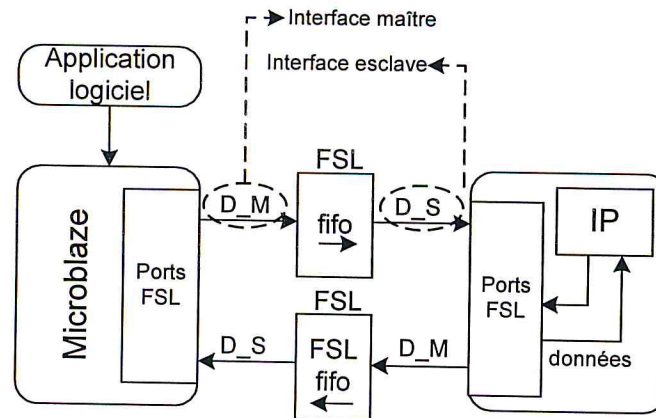 Interface maître
Application
logiciel
Interface esclave
FSL
D_M
D_S
fifo
IP
Microblaze
Ports
FSL
Ports
FSL
FSL
D_S
FSL
fifo
D_M
données